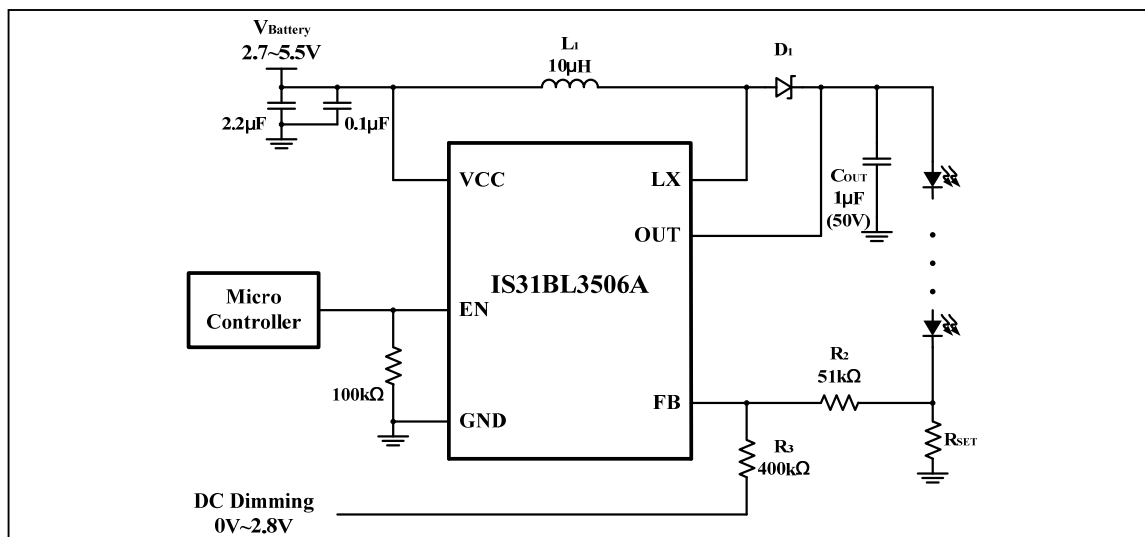 VBattery
2.7~5.5V
L1
10µH
D1
2.2µF
0.1µF
VCC
LX
COUT
1µF
(50V)
OUT
IS31BL3506A
Micro
Controller
EN
R2
51kΩ
100kΩ
FB
GND
RSET
R3
400kΩ
DC Dimming
0V~2.8V